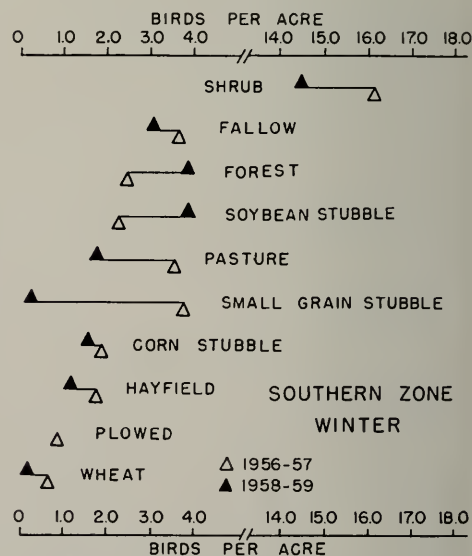 BIRDS PER ACRE
0 1.0 2.0 3.0 4.0 14.0 15.0 16.0 17.0 18.0
SHRUB
FALLOW
FOREST
SOYBEAN STUBBLE
PASTURE
SMALL GRAIN STUBBLE
CORN STUBBLE
HAYFIELD
SOUTHERN ZONE
WINTER
PLOWED
WHEAT
1956-57
1958-59
0 1.0 2.0 3.0 4.0 14.0 15.0 16.0 17.0 18.0
BIRDS PER ACRE